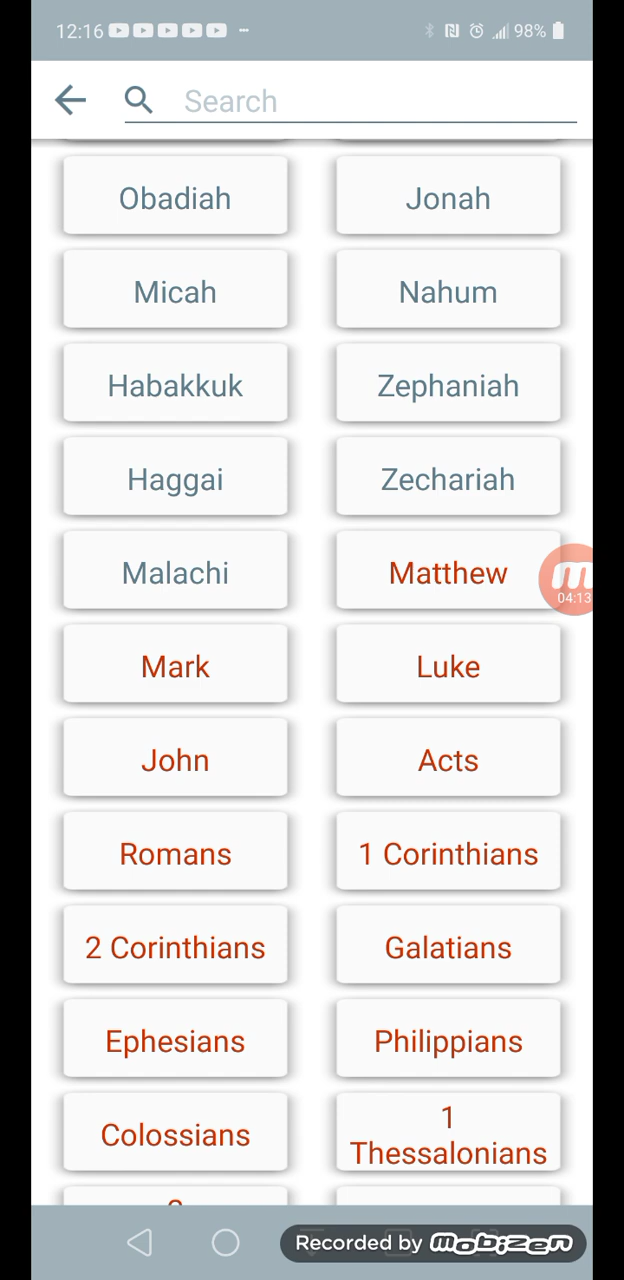 12:16
98%
Search
Obadiah
Jonah
Micah
Nahum
Habakkuk
Zephaniah
Haggai
Zechariah
Malachi
Matthew
04:13
Mark
Luke
John
Acts
Romans
1 Corinthians
2 Corinthians
Galatians
Ephesians
Philippians
Colossians
1
Thessalonians
Recorded by mobizen